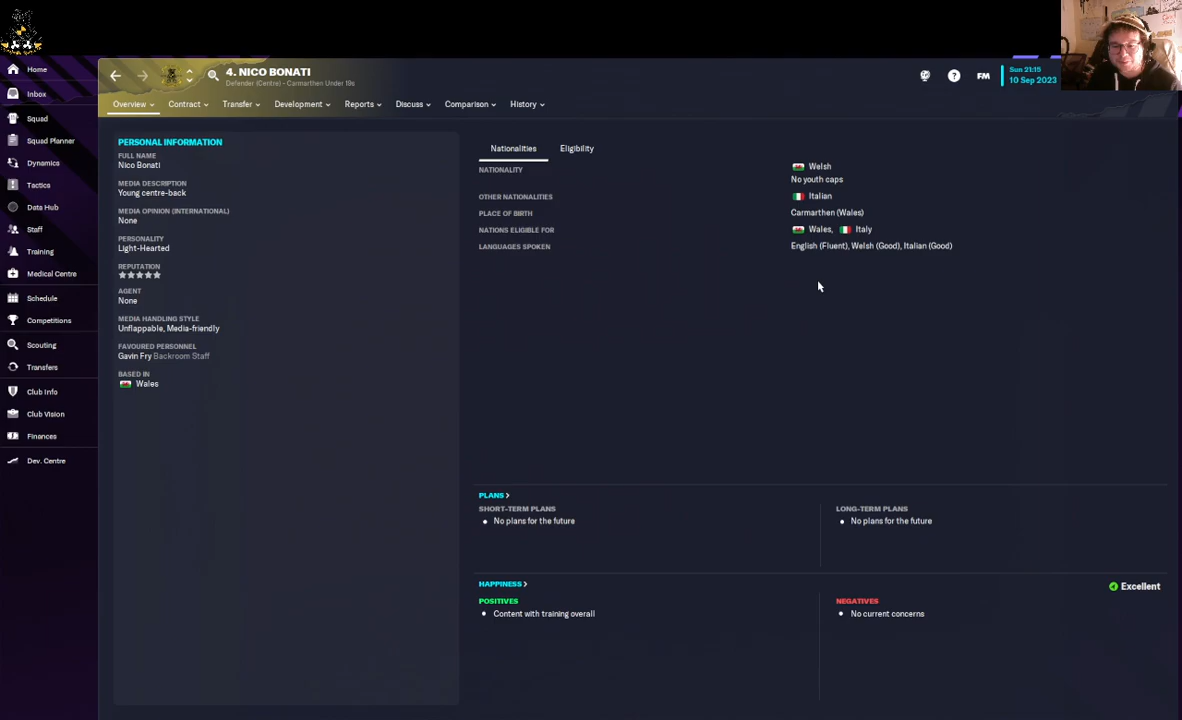 4. NICO BONATI
Defender (Centre) - Carmarthen Under 19s
FM
Sun 21:15
10 Sep 2023
Home
Inbox
Squad
Squad Planner
Dynamics
Tactics
Data Hub
Staff
Training
Medical Centre
Schedule
Competitions
Scouting
Transfers
Club Info
Club Vision
Finances
Dev. Centre
Overview
Contract
Transfer
Development
Reports
Discuss
Comparison
History
PERSONAL INFORMATION
FULL NAME
Nico Bonati
MEDIA DESCRIPTION
Young centre-back
MEDIA OPINION (INTERNATIONAL)
None
PERSONALITY
Light-Hearted
REPUTATION
AGENT
None
MEDIA HANDLING STYLE
Unflappable, Media-friendly
FAVOURED PERSONNEL
Gavin Fry Backroom Staff
BASED IN
Wales
Nationalities Eligibility
NATIONALITY Welsh
No youth caps
OTHER NATIONALITIES Italian
PLACE OF BIRTH Carmarthen (Wales)
NATIONS ELIGIBLE FOR Wales, Italy
LANGUAGES SPOKEN English (Fluent), Welsh (Good), Italian (Good)
PLANS >
SHORT-TERM PLANS
• No plans for the future
LONG-TERM PLANS
• No plans for the future
HAPPINESS >
Excellent
POSITIVES
• Content with training overall
NEGATIVES
• No current concerns